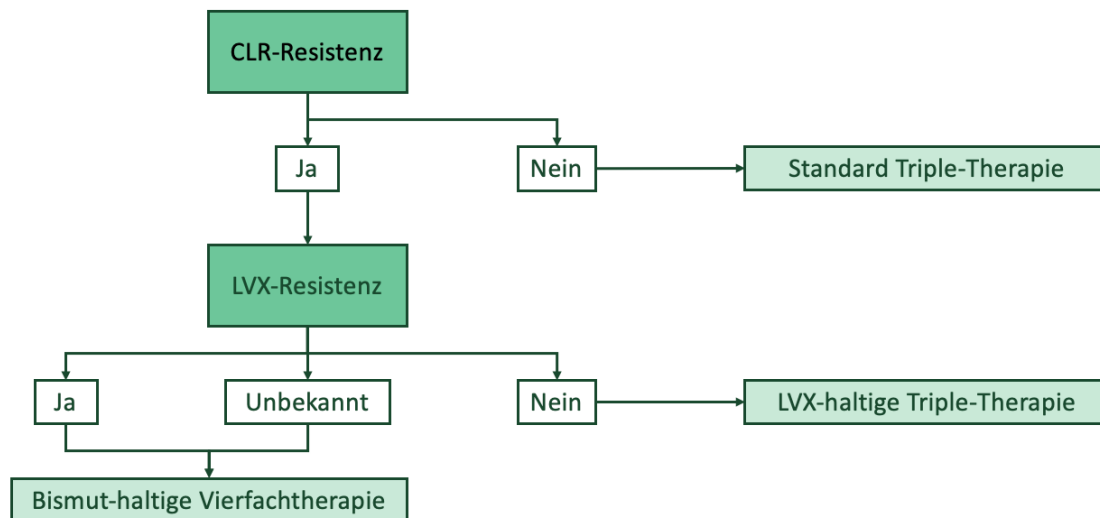 CLR-Resistenz
Ja
Nein
Standard Triple-Therapie
LVX-Resistenz
Ja
Unbekannt
Nein
LVX-haltige Triple-Therapie
Bismut-haltige Vierfachtherapie